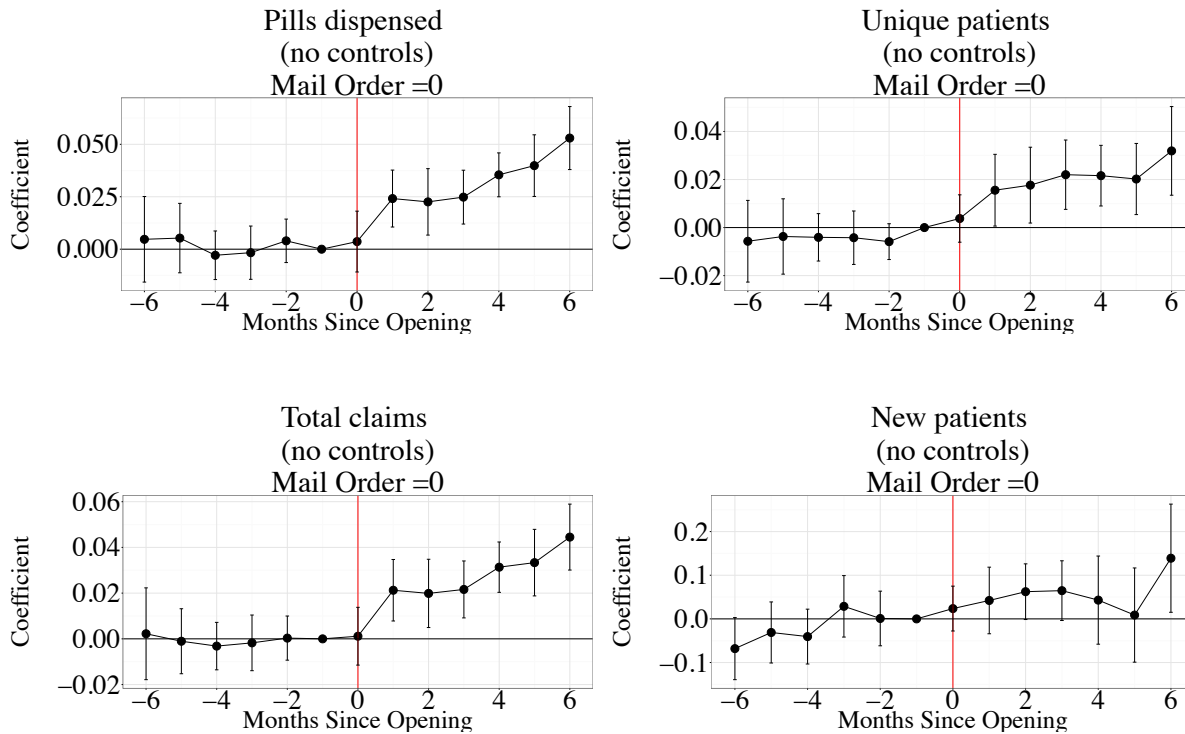 Pills dispensed
(no controls)
Mail Order =0
Coefficient
0.050
0.025
0.000
−6 −4 −2 0 2 4 6
Months Since Opening
Unique patients
(no controls)
Mail Order =0
Coefficient
0.04
0.02
0.00
−0.02
−6 −4 −2 0 2 4 6
Months Since Opening
Total claims
(no controls)
Mail Order =0
Coefficient
0.06
0.04
0.02
0.00
−0.02
−6 −4 −2 0 2 4 6
Months Since Opening
New patients
(no controls)
Mail Order =0
Coefficient
0.2
0.1
0.0
−0.1
−6 −4 −2 0 2 4 6
Months Since Opening